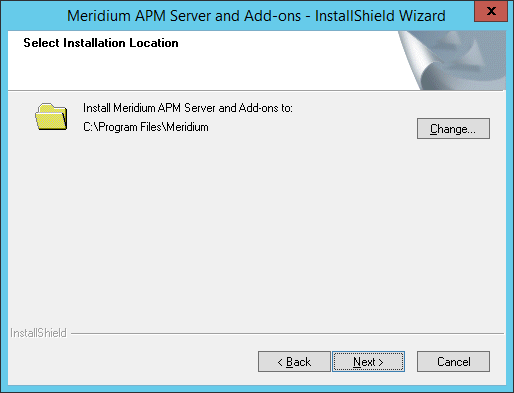 Meridium APM Server and Add-ons - InstallShield Wizard
x
Select Installation Location
Install Meridium APM Server and Add-ons to:
C:\Program Files\Meridium
Change...
InstallShield
< Back
Next >
Cancel